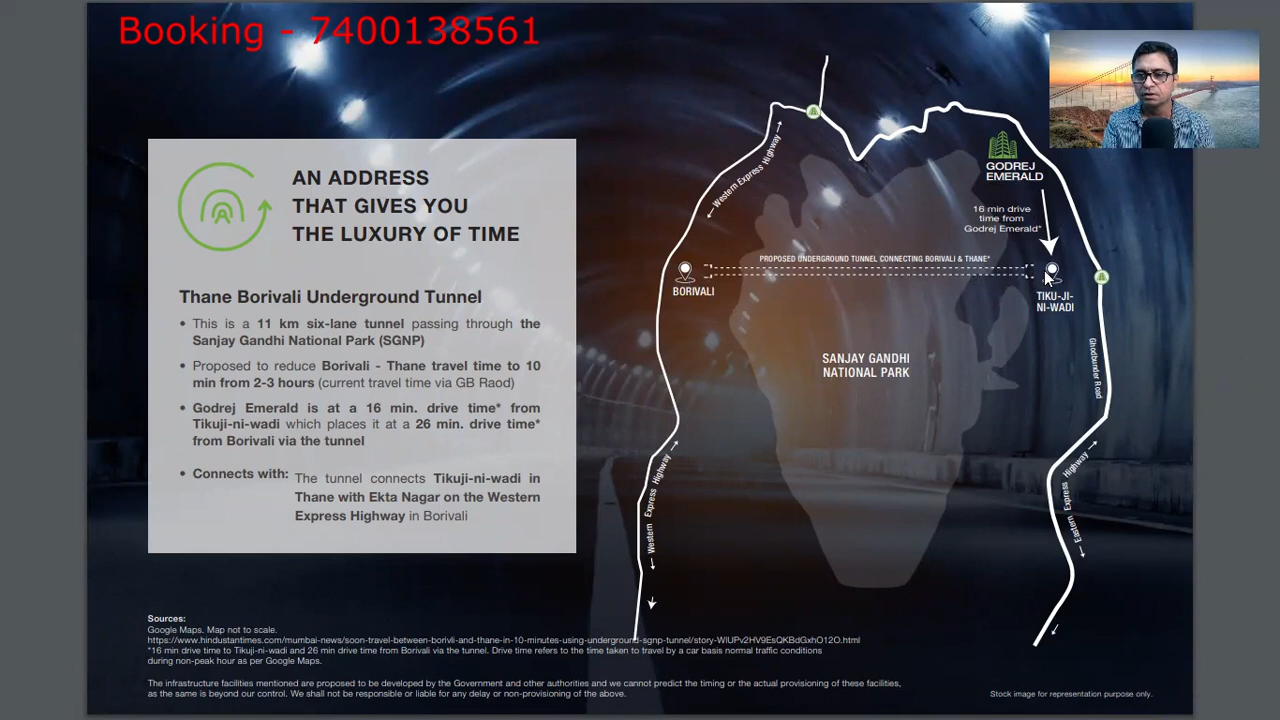 Booking - 7400138561
AN ADDRESS
THAT GIVES YOU
THE LUXURY OF TIME
Thane Borivali Underground Tunnel
• This is a 11 km six-lane tunnel passing through the
Sanjay Gandhi National Park (SGNP)
• Proposed to reduce Borivali - Thane travel time to 10
min from 2-3 hours (current travel time via GB Raod)
• Godrej Emerald is at a 16 min. drive time* from
Tikuji-ni-wadi which places it at a 26 min. drive time*
from Borivali via the tunnel
• Connects with: The tunnel connects Tikuji-ni-wadi in
Thane with Ekta Nagar on the Western
Express Highway in Borivali
Western Express Highway
GODREJ
EMERALD
16 min drive
time from
Godrej Emerald*
PROPOSED UNDERGROUND TUNNEL CONNECTING BORIVALI & THANE*
BORIVALI
TIKU-JI-
NI-WADI
SANJAY GANDHI
NATIONAL PARK
Ghodbunder Road
Western Express Highway
Eastern Express Highway
Sources:
Google Maps. Map not to scale.
https://www.hindustantimes.com/mumbai-news/soon-travel-between-borivli-and-thane-in-10-minutes-using-underground-sgnp-tunnel/story-WlUPv2HV9EsQKBdGxhO12O.html
*16 min drive time to Tikuji-ni-wadi and 26 min drive time from Borivali via the tunnel. Drive time refers to the time taken to travel by a car basis normal traffic conditions
during non-peak hour as per Google Maps.
The infrastructure facilities mentioned are proposed to be developed by the Government and other authorities and we cannot predict the timing or the actual provisioning of these facilities,
as the same is beyond our control. We shall not be responsible or liable for any delay or non-provisioning of the above.
Stock image for representation purpose only.